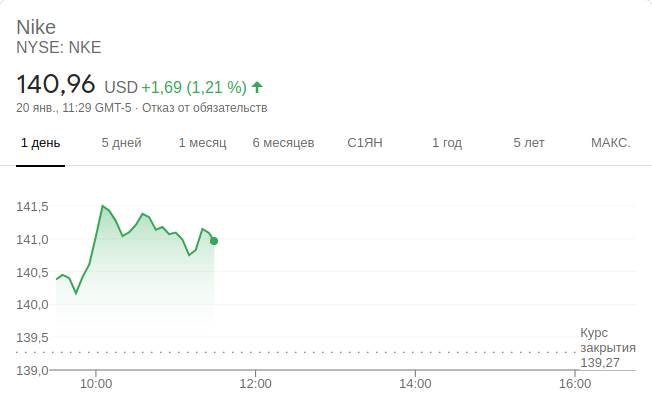 Nike
NYSE: NKE
140,96 USD +1,69 (1,21 %)
20 янв., 11:29 GMT-5 · Отказ от обязательств
1 день 5 дней 1 месяц 6 месяцев С1ЯН 1 год 5 лет МАКС.
141,5
141,0
140,5
140,0
139,5
139,0
Курс
закрытия
139,27
10:00 12:00 14:00 16:00